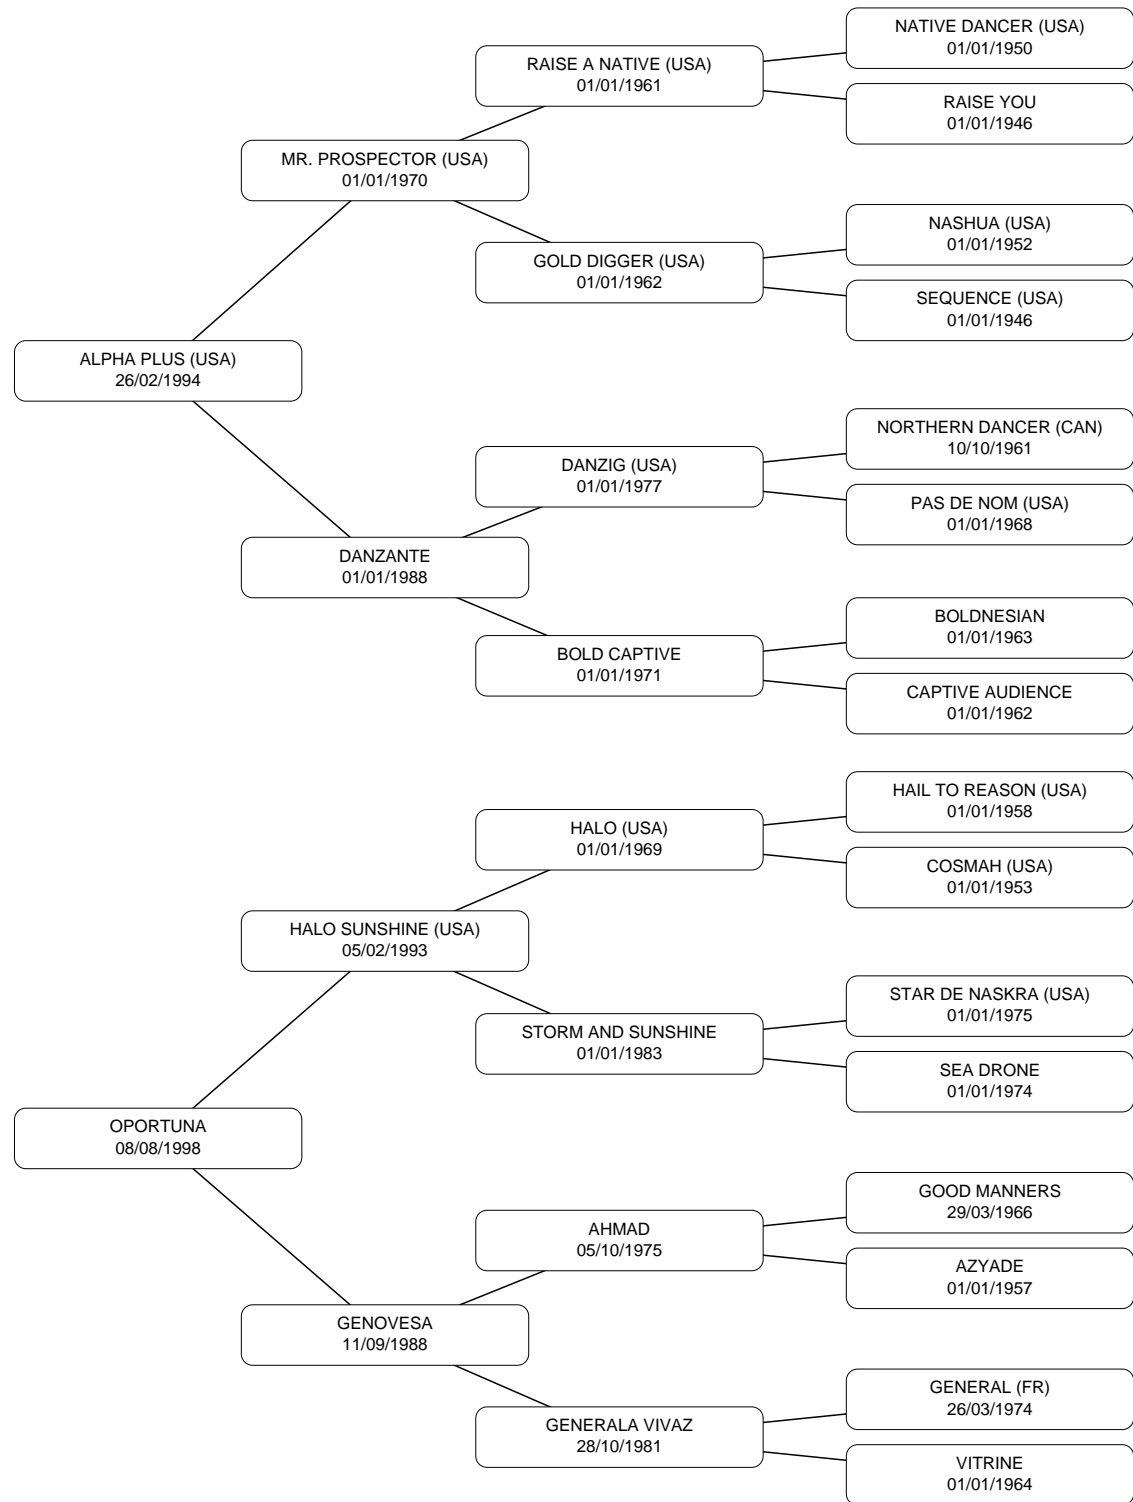 NATIVE DANCER (USA)
01/01/1950
RAISE A NATIVE (USA)
01/01/1961
RAISE YOU
01/01/1946
MR. PROSPECTOR (USA)
01/01/1970
NASHUA (USA)
01/01/1952
GOLD DIGGER (USA)
01/01/1962
SEQUENCE (USA)
01/01/1946
ALPHA PLUS (USA)
26/02/1994
NORTHERN DANCER (CAN)
10/10/1961
DANZIG (USA)
01/01/1977
PAS DE NOM (USA)
01/01/1968
DANZANTE
01/01/1988
BOLDNESIAN
01/01/1963
BOLD CAPTIVE
01/01/1971
CAPTIVE AUDIENCE
01/01/1962
HAIL TO REASON (USA)
01/01/1958
HALO (USA)
01/01/1969
COSMAH (USA)
01/01/1953
HALO SUNSHINE (USA)
05/02/1993
STAR DE NASKRA (USA)
01/01/1975
STORM AND SUNSHINE
01/01/1983
SEA DRONE
01/01/1974
OPORTUNA
08/08/1998
GOOD MANNERS
29/03/1966
AHMAD
05/10/1975
AZYADE
01/01/1957
GENOVESA
11/09/1988
GENERAL (FR)
26/03/1974
GENERALA VIVAZ
28/10/1981
VITRINE
01/01/1964